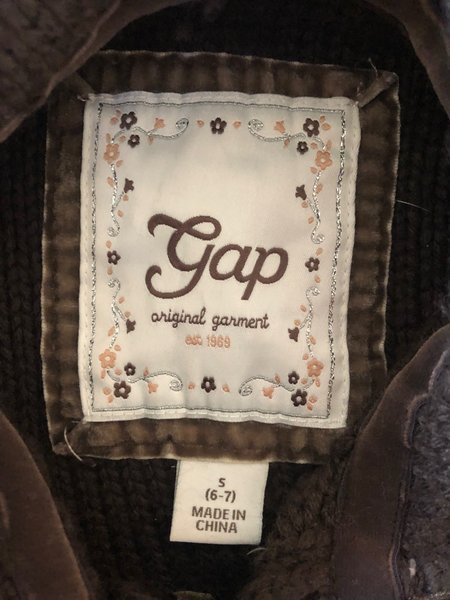 Gap
original garment
est 1969
S
(6-7)
MADE IN
CHINA